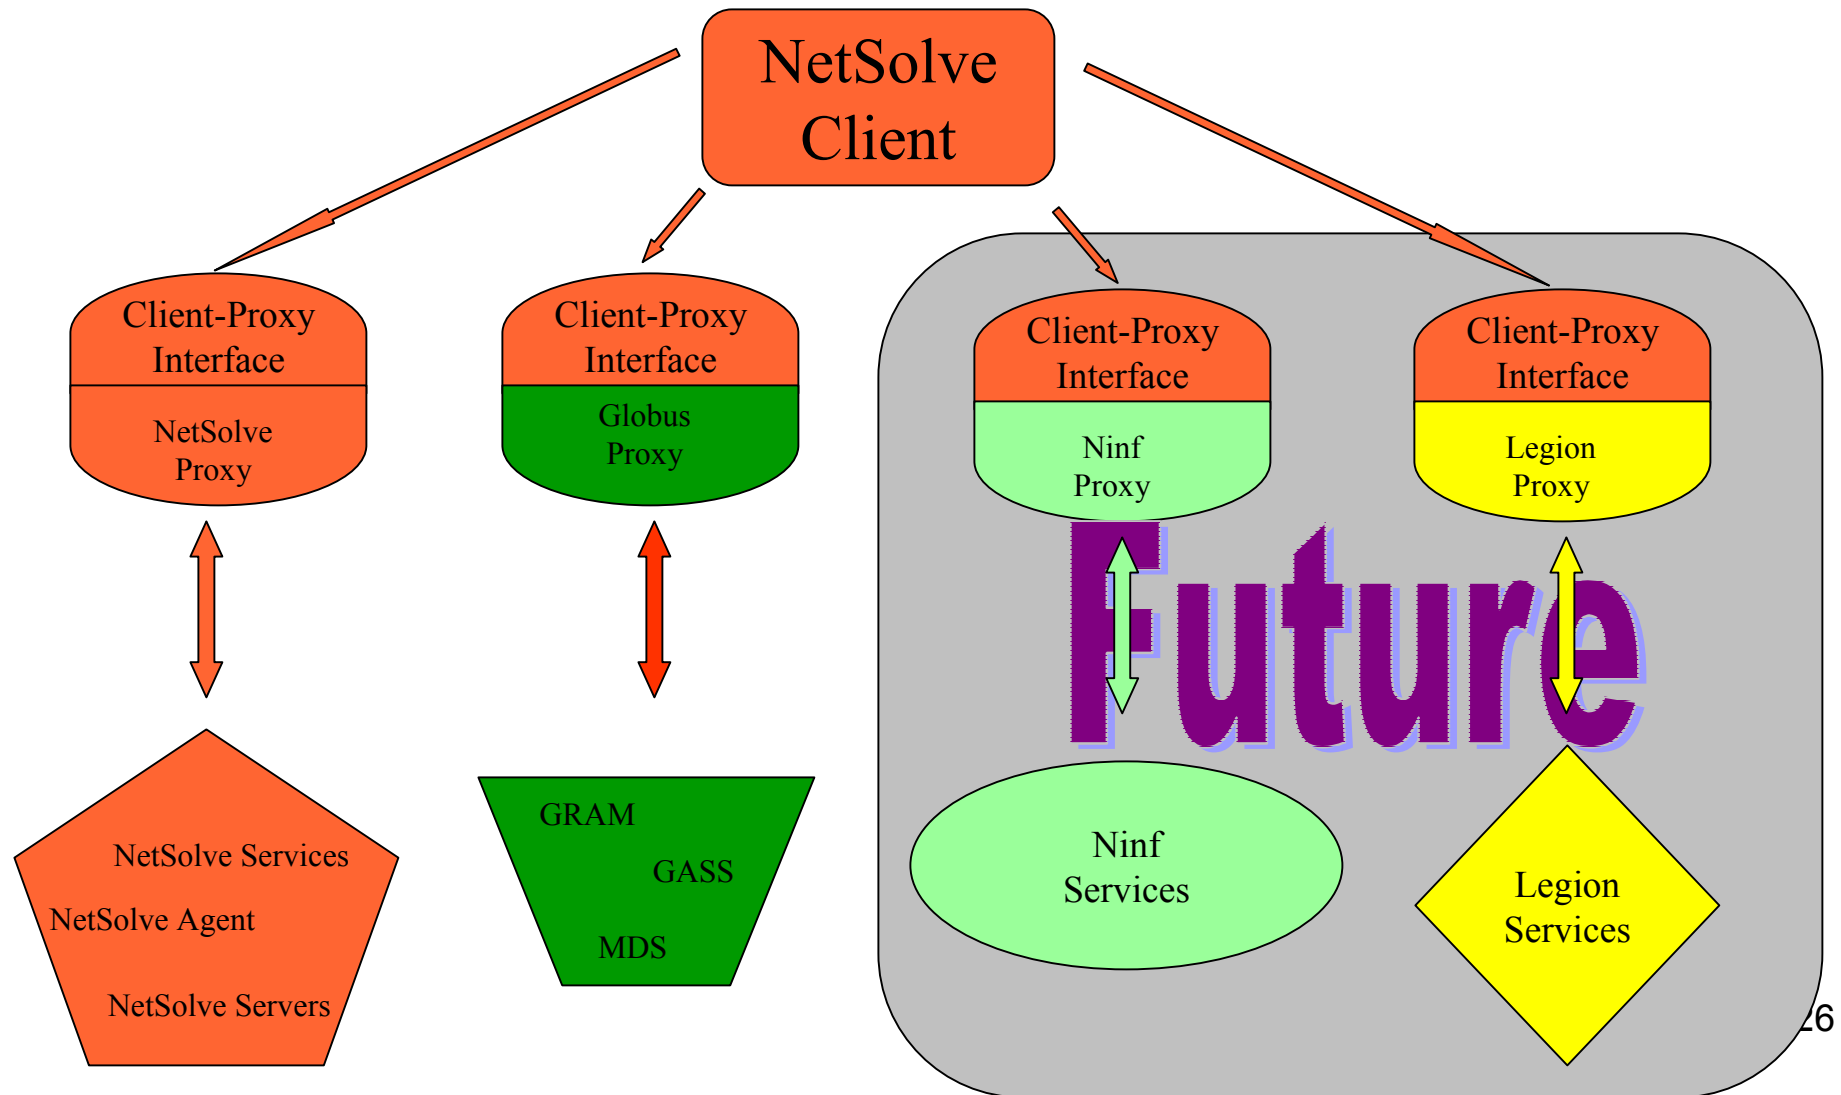 NetSolve
Client
Client-Proxy
Interface
NetSolve
Proxy
Client-Proxy
Interface
Globus
Proxy
Client-Proxy
Interface
Ninf
Proxy
Client-Proxy
Interface
Legion
Proxy
Future
NetSolve Services
NetSolve Agent
NetSolve Servers
GRAM
GASS
MDS
Ninf
Services
Legion
Services
26